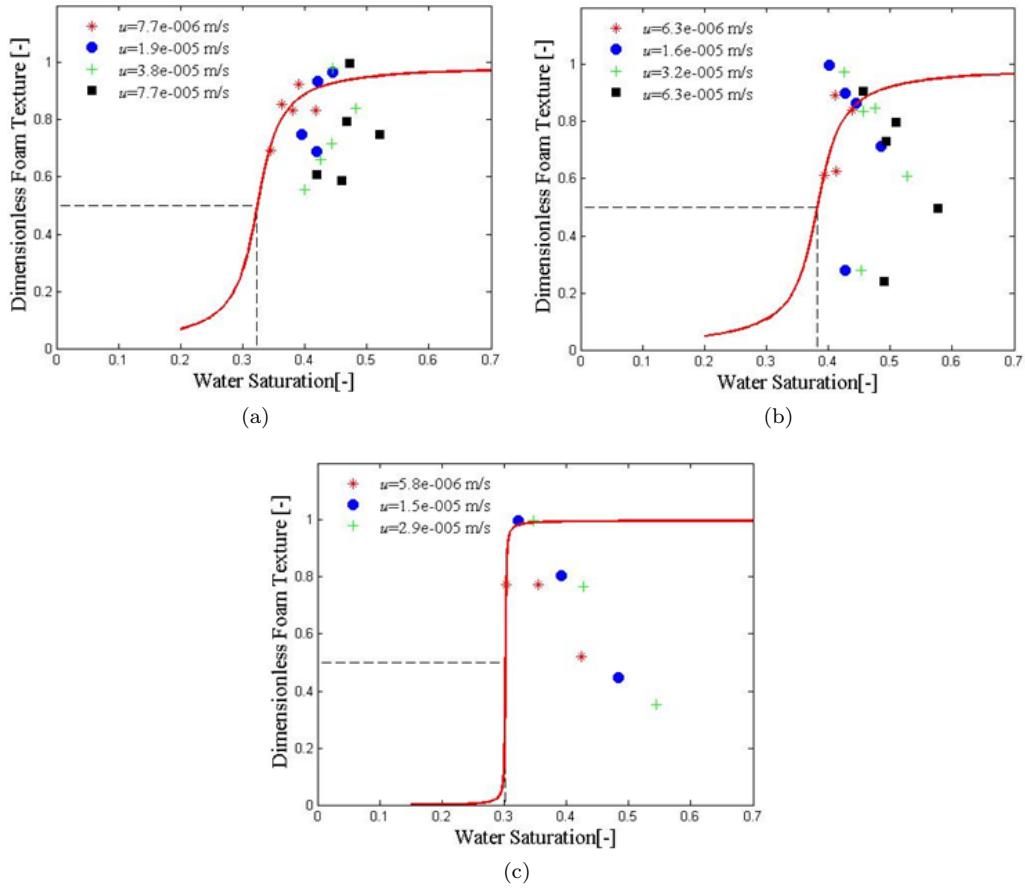 u=7.7e-006 m/s
u=1.9e-005 m/s
u=3.8e-005 m/s
u=7.7e-005 m/s
Dimensionless Foam Texture [-]
1
0.8
0.6
0.4
0.2
0
0 0.1 0.2 0.3 0.4 0.5 0.6 0.7
Water Saturation[-]
(a)
u=6.3e-006 m/s
u=1.6e-005 m/s
u=3.2e-005 m/s
u=6.3e-005 m/s
Dimensionless Foam Texture [-]
1
0.8
0.6
0.4
0.2
0
0 0.1 0.2 0.3 0.4 0.5 0.6 0.7
Water Saturation[-]
(b)
u=5.8e-006 m/s
u=1.5e-005 m/s
u=2.9e-005 m/s
Dimensionless Foam Texture [-]
1
0.8
0.6
0.4
0.2
0
0 0.1 0.2 0.3 0.4 0.5 0.6 0.7
Water Saturation[-]
(c)